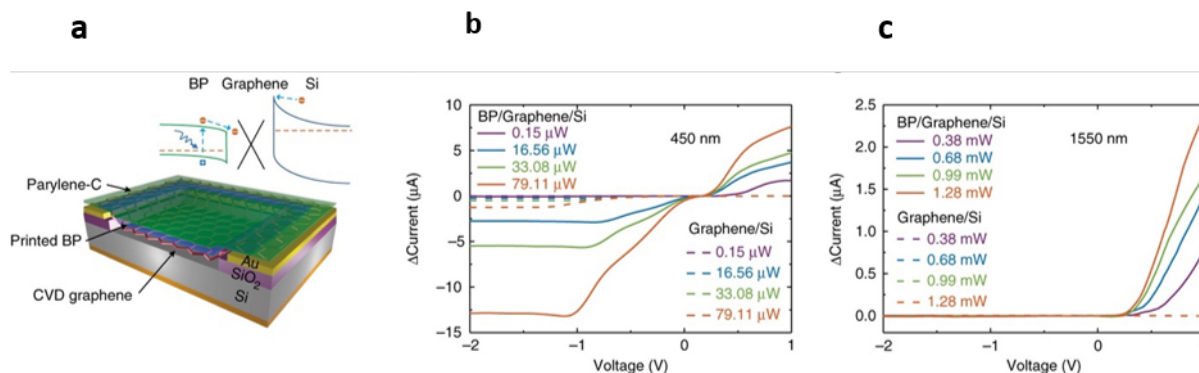 a
b
c
BP Graphene Si
Parylene-C
Printed BP
CVD graphene
Au
SiO2
Si
10
5
0
−5
−10
−15
ΔCurrent (μA)
BP/Graphene/Si
0.15 μW
16.56 μW
33.08 μW
79.11 μW
450 nm
Graphene/Si
0.15 μW
16.56 μW
33.08 μW
79.11 μW
−2
−1
0
1
Voltage (V)
2.5
2.0
1.5
1.0
0.5
0.0
ΔCurrent (μA)
BP/Graphene/Si
0.38 mW
0.68 mW
0.99 mW
1.28 mW
1550 nm
Graphene/Si
0.38 mW
0.68 mW
0.99 mW
1.28 mW
−2
−1
0
Voltage (V)